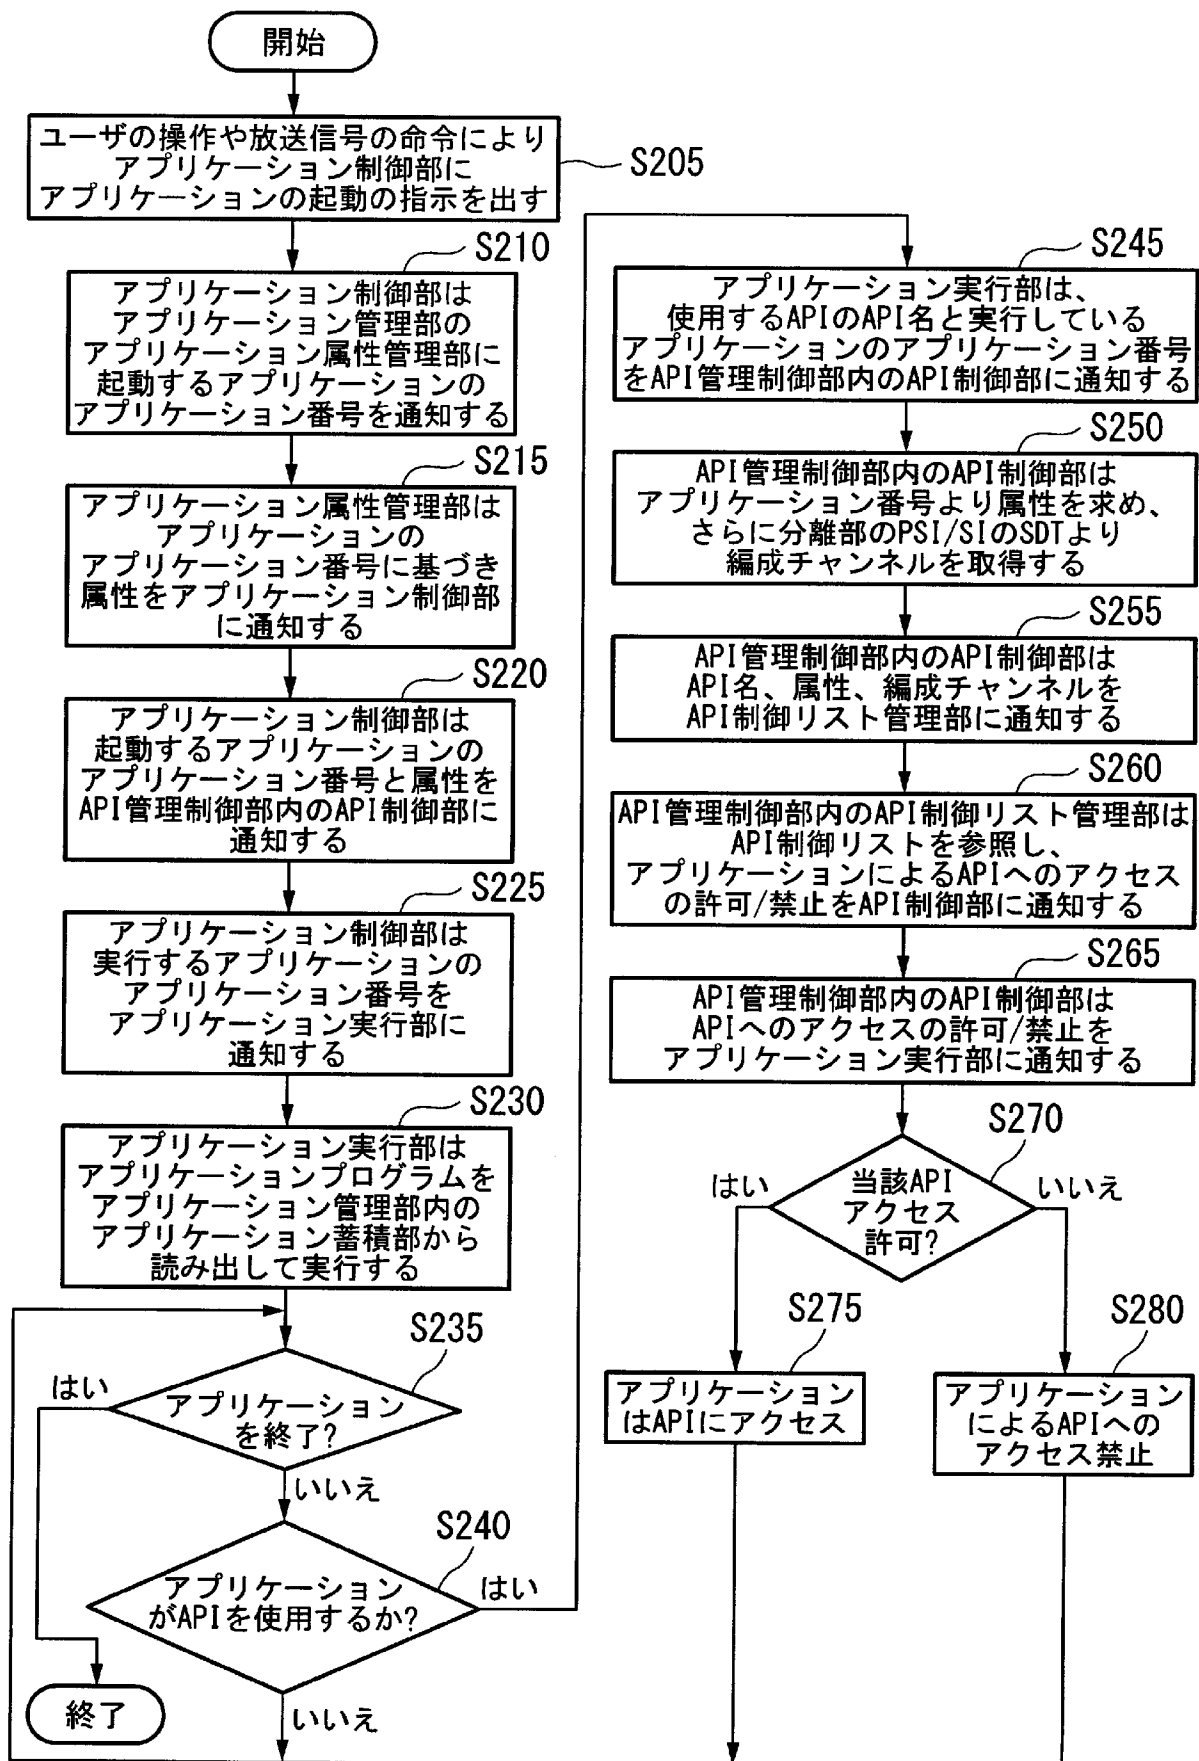 開始
ユーザの操作や放送信号の命令により
アプリケーション制御部に
アプリケーションの起動の指示を出す
S205
S210
アプリケーション制御部は
アプリケーション管理部の
アプリケーション属性管理部に
起動するアプリケーションの
アプリケーション番号を通知する
S215
アプリケーション属性管理部は
アプリケーションの
アプリケーション番号に基づき
属性をアプリケーション制御部
に通知する
S220
アプリケーション制御部は
起動するアプリケーションの
アプリケーション番号と属性を
API管理制御部内のAPI制御部に
通知する
S225
アプリケーション制御部は
実行するアプリケーションの
アプリケーション番号を
アプリケーション実行部に
通知する
S230
アプリケーション実行部は
アプリケーションプログラムを
アプリケーション管理部内の
アプリケーション蓄積部から
読み出して実行する
S235
はい
アプリケーション
を終了?
いいえ
S240
アプリケーション
がAPIを使用するか?
はい
終了
いいえ
S245
アプリケーション実行部は、
使用するAPIのAPI名と実行している
アプリケーションのアプリケーション番号
をAPI管理制御部内のAPI制御部に通知する
S250
API管理制御部内のAPI制御部は
アプリケーション番号より属性を求め、
さらに分離部のPSI/SIのSDTより
編成チャンネルを取得する
S255
API管理制御部内のAPI制御部は
API名、属性、編成チャンネルを
API制御リスト管理部に通知する
S260
API管理制御部内のAPI制御リスト管理部は
API制御リストを参照し、
アプリケーションによるAPIへのアクセス
の許可/禁止をAPI制御部に通知する
S265
API管理制御部内のAPI制御部は
APIへのアクセスの許可/禁止を
アプリケーション実行部に通知する
S270
はい
当該API
アクセス
許可?
いいえ
S275
アプリケーション
はAPIにアクセス
S280
アプリケーション
によるAPIへの
アクセス禁止